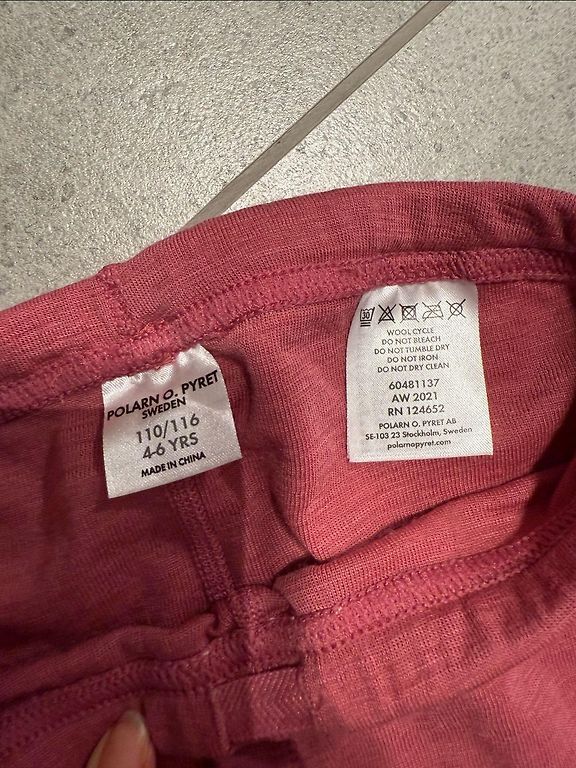 POLARN O. PYRET
SWEDEN
110/116
4-6 YRS
MADE IN CHINA
30
WOOL CYCLE
DO NOT BLEACH
DO NOT TUMBLE DRY
DO NOT IRON
DO NOT DRY CLEAN
60481137
AW 2021
RN 124652
POLARN O. PYRET AB
SE-103 23 Stockholm, Sweden
polarnopyret.com